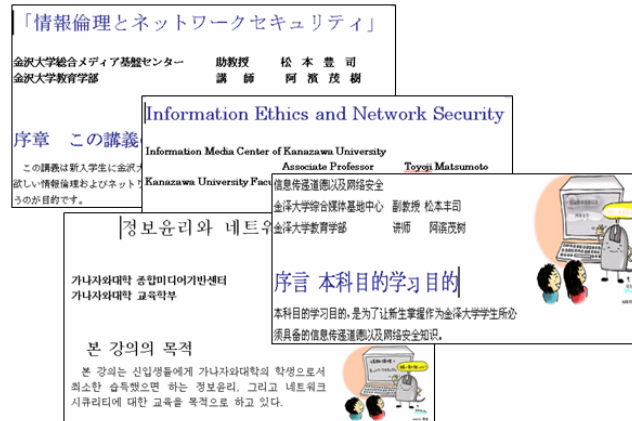 「情報倫理とネットワークセキュリティ」
金沢大学総合メディア基盤センター 助教授 松本豊司
金沢大学教育学部 講師 阿濱茂樹
序章 この講義の
この講義は新入学生に金沢大
欲しい情報倫理およびネット
うのが目的です。
Information Ethics and Network Security
Information Media Center of Kanazawa University
Associate Professor Toyoji Matsumoto
Kanazawa University Facu
信息传递道德以及网络安全
金泽大学综合媒体基地中心 副教授 松本丰司
金泽大学教育学部 讲师 阿滨茂树
序言 本科目的学习目的
本科目的学习目的，是为了让新生掌握作为金泽大学学生所必
须具备的信息传递道德以及网络安全知识。
정보윤리와 네트워
가나자와대학 종합미디어기반센터
가나자와대학 교육학부
본 강의의 목적
본 강의는 신입생들에게 가나자와대학의 학생으로서
최소한 습득했으면 하는 정보윤리, 그리고 네트워크
시큐리티에 대한 교육을 목적으로 하고 있다.